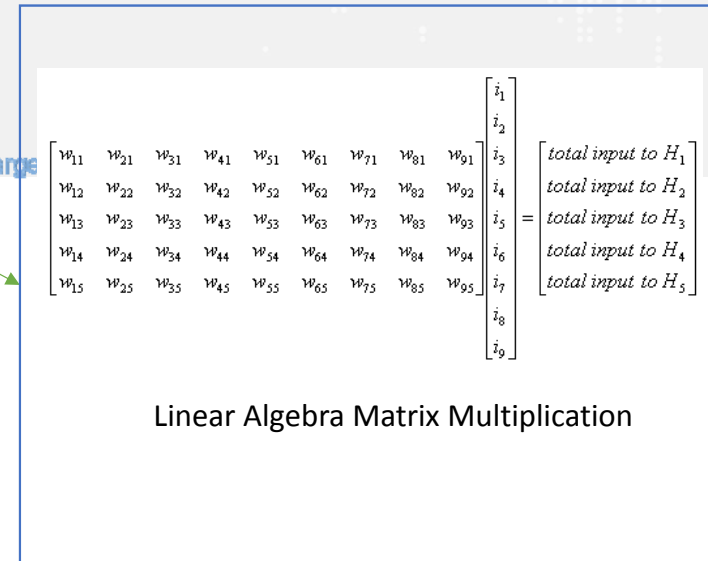 i₁
i₂
arge w₁₁ w₂₁ w₃₁ w₄₁ w₅₁ w₆₁ w₇₁ w₈₁ w₉₁ i₃ total input to H₁
w₁₂ w₂₂ w₃₂ w₄₂ w₅₂ w₆₂ w₇₂ w₈₂ w₉₂ i₄ total input to H₂
w₁₃ w₂₃ w₃₃ w₄₃ w₅₃ w₆₃ w₇₃ w₈₃ w₉₃ i₅ = total input to H₃
w₁₄ w₂₄ w₃₄ w₄₄ w₅₄ w₆₄ w₇₄ w₈₄ w₉₄ i₆ total input to H₄
w₁₅ w₂₅ w₃₅ w₄₅ w₅₅ w₆₅ w₇₅ w₈₅ w₉₅ i₇ total input to H₅
i₈
i₉
Linear Algebra Matrix Multiplication